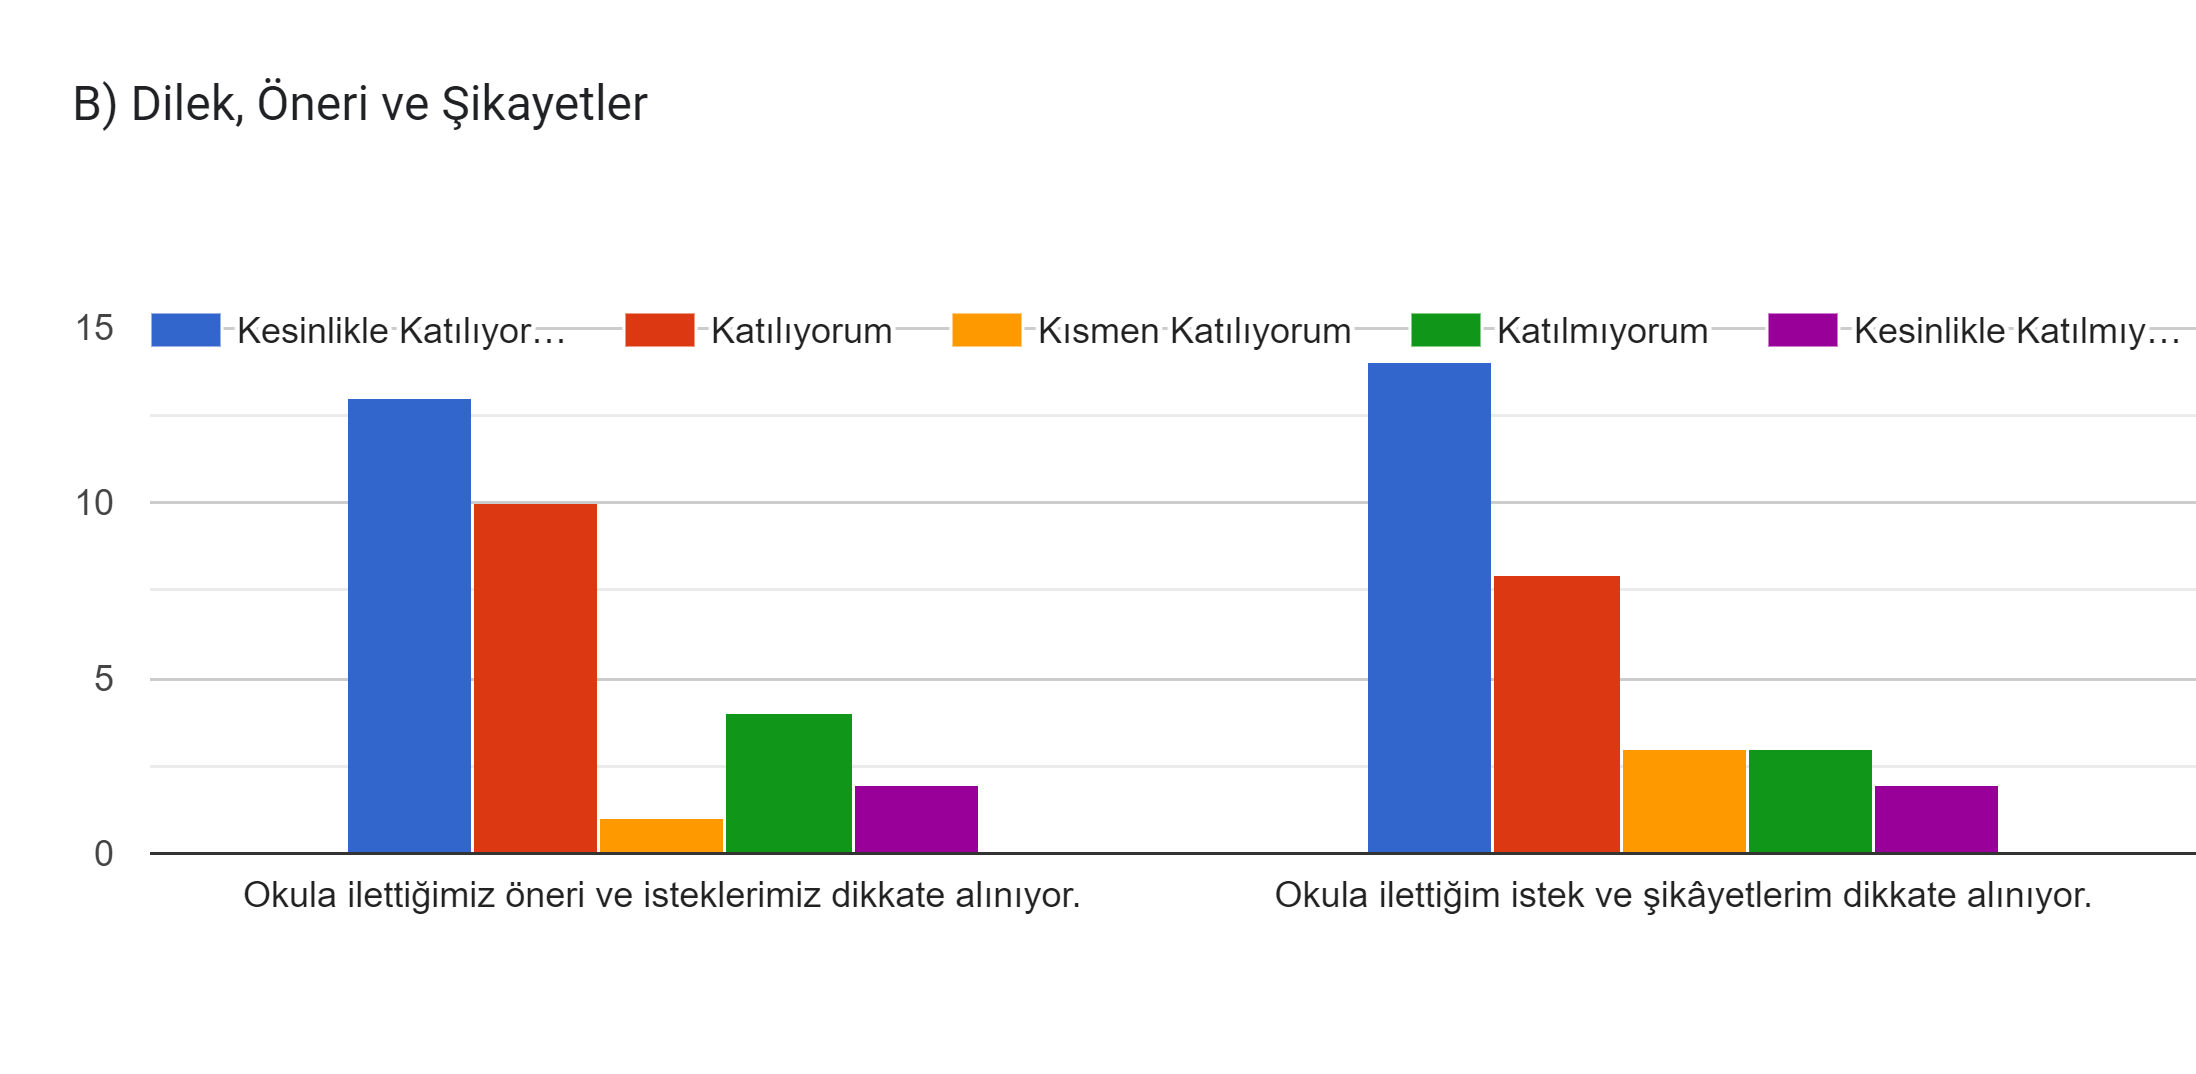 B) Dilek, Öneri ve Şikayetler
15
Kesinlikle Katılıyor…
Katılıyorum
Kısmen Katılıyorum
Katılmıyorum
Kesinlikle Katılmıy…
10
5
0
Okula ilettiğimiz öneri ve isteklerimiz dikkate alınıyor.
Okula ilettiğim istek ve şikâyetlerim dikkate alınıyor.